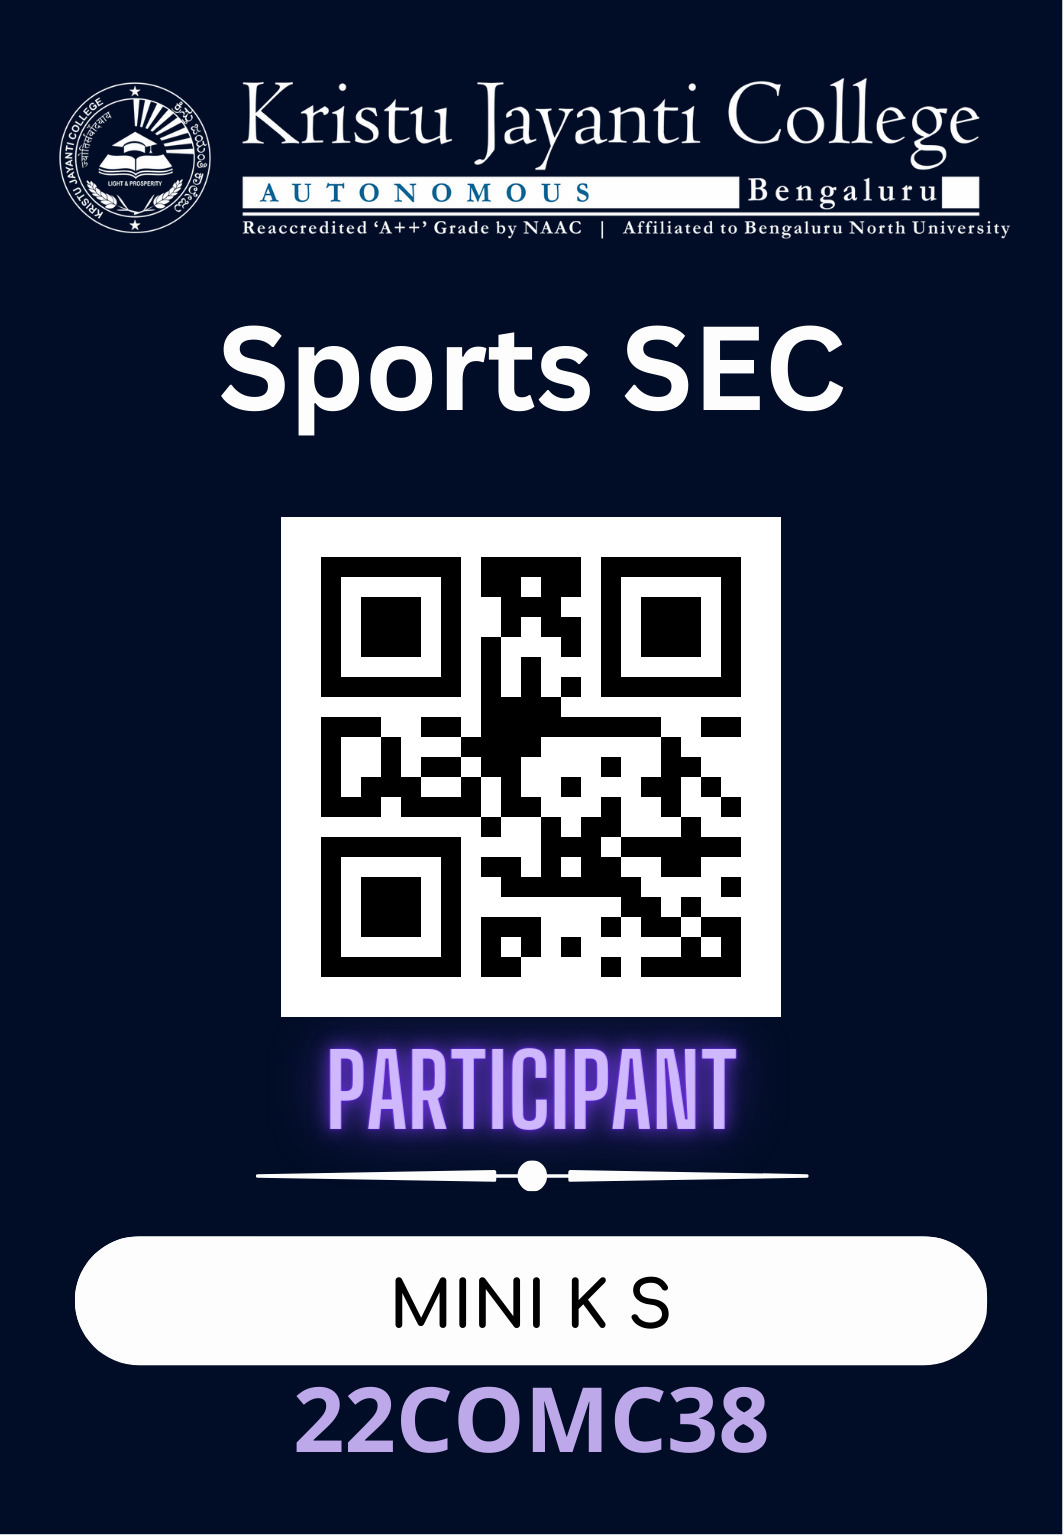 Kristu Jayanti College
AUTONOMOUS Bengaluru
Reaccredited ‘A++’ Grade by NAAC | Affiliated to Bengaluru North University
KRISTU JAYANTI COLLEGE
LIGHT & PROSPERITY
Sports SEC
PARTICIPANT
MINI K S
22COMC38